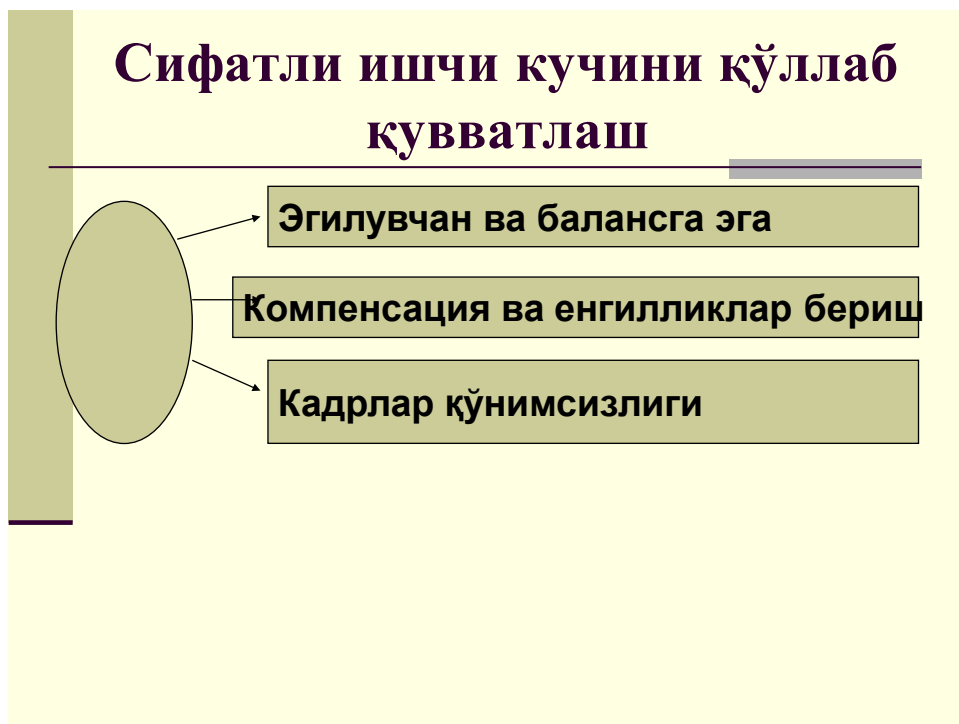 Сифатли ишчи кучини қўллаб
қувватлаш
Эгилувчан ва балансга эга
Компенсация ва енгилликлар бериш
Кадрлар қўнимсизлиги